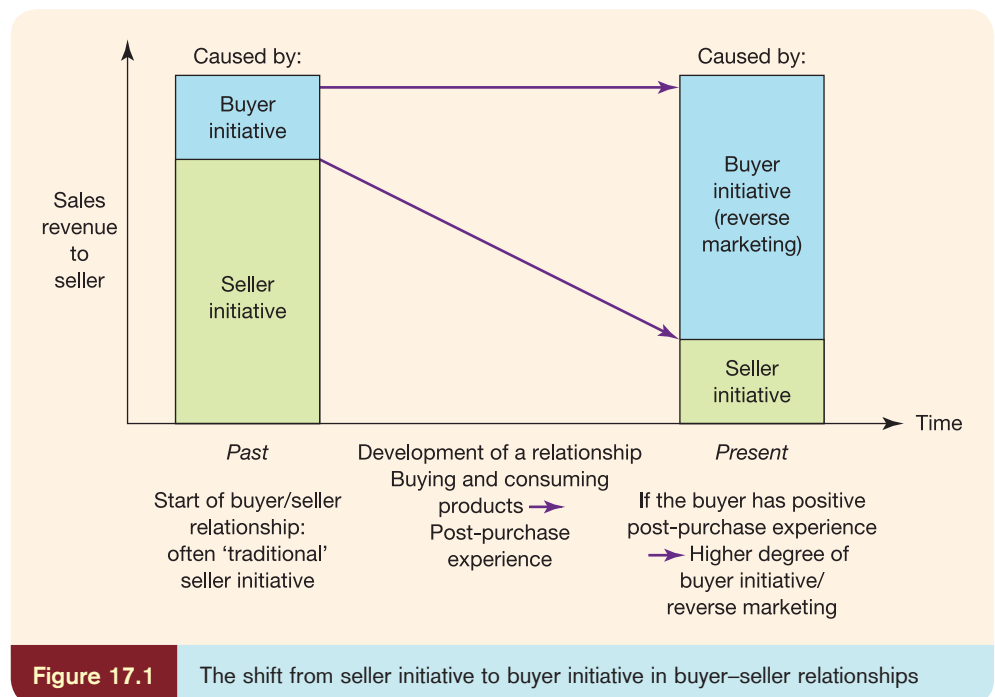 Caused by:
Buyer
initiative
Seller
initiative
Sales
revenue
to
seller
Caused by:
Buyer
initiative
(reverse
marketing)
Seller
initiative
Time
Past
Start of buyer/seller
relationship:
often ‘traditional’
seller initiative
Development of a relationship
Buying and consuming
products
Post-purchase
experience
Present
If the buyer has positive
post-purchase experience
Higher degree of
buyer initiative/
reverse marketing
Figure 17.1 The shift from seller initiative to buyer initiative in buyer–seller relationships